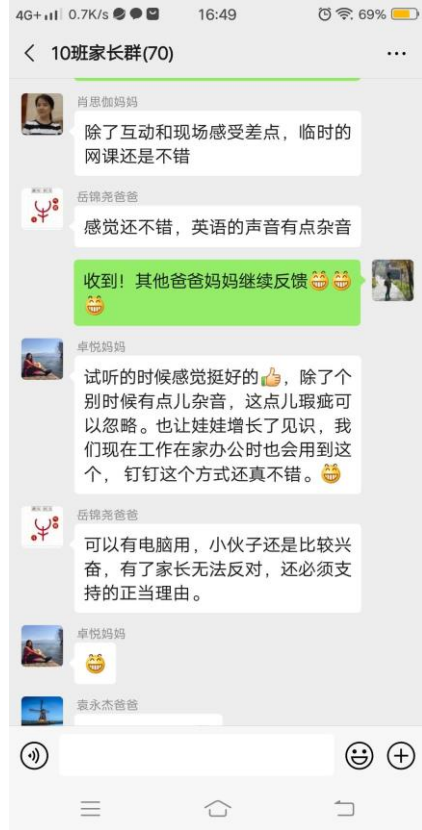 4G+ 0.7K/s 16:49 69%
10班家长群(70)
肖思伽妈妈
除了互动和现场感受差点，临时的
网课还是不错
岳锦尧爸爸
感觉还不错，英语的声音有点杂音
收到！其他爸爸妈妈继续反馈😁😁
😁
卓悦妈妈
试听的时候感觉挺好的👍，除了个
别时候有点儿杂音，这点儿瑕疵可
以忽略。也让娃娃增长了见识，我
们现在工作在家办公时也会用到这
个， 钉钉这个方式还真不错。😁
岳锦尧爸爸
可以有电脑用，小伙子还是比较兴
奋，有了家长无法反对，还必须支
持的正当理由。
卓悦妈妈
😁
袁永杰爸爸